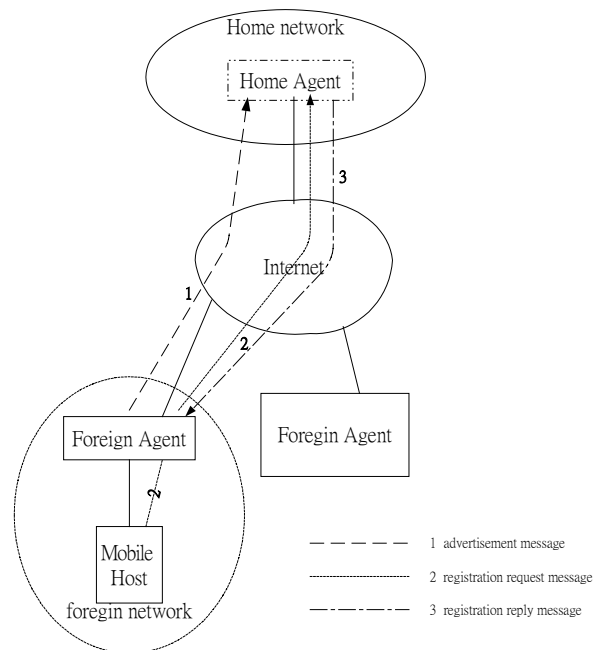 Home network
Home Agent
3
Internet
1
2
Foreign Agent
Foregin Agent
2
Mobile
Host
foregin network
1 advertisement message
2 registration request message
3 registration reply message